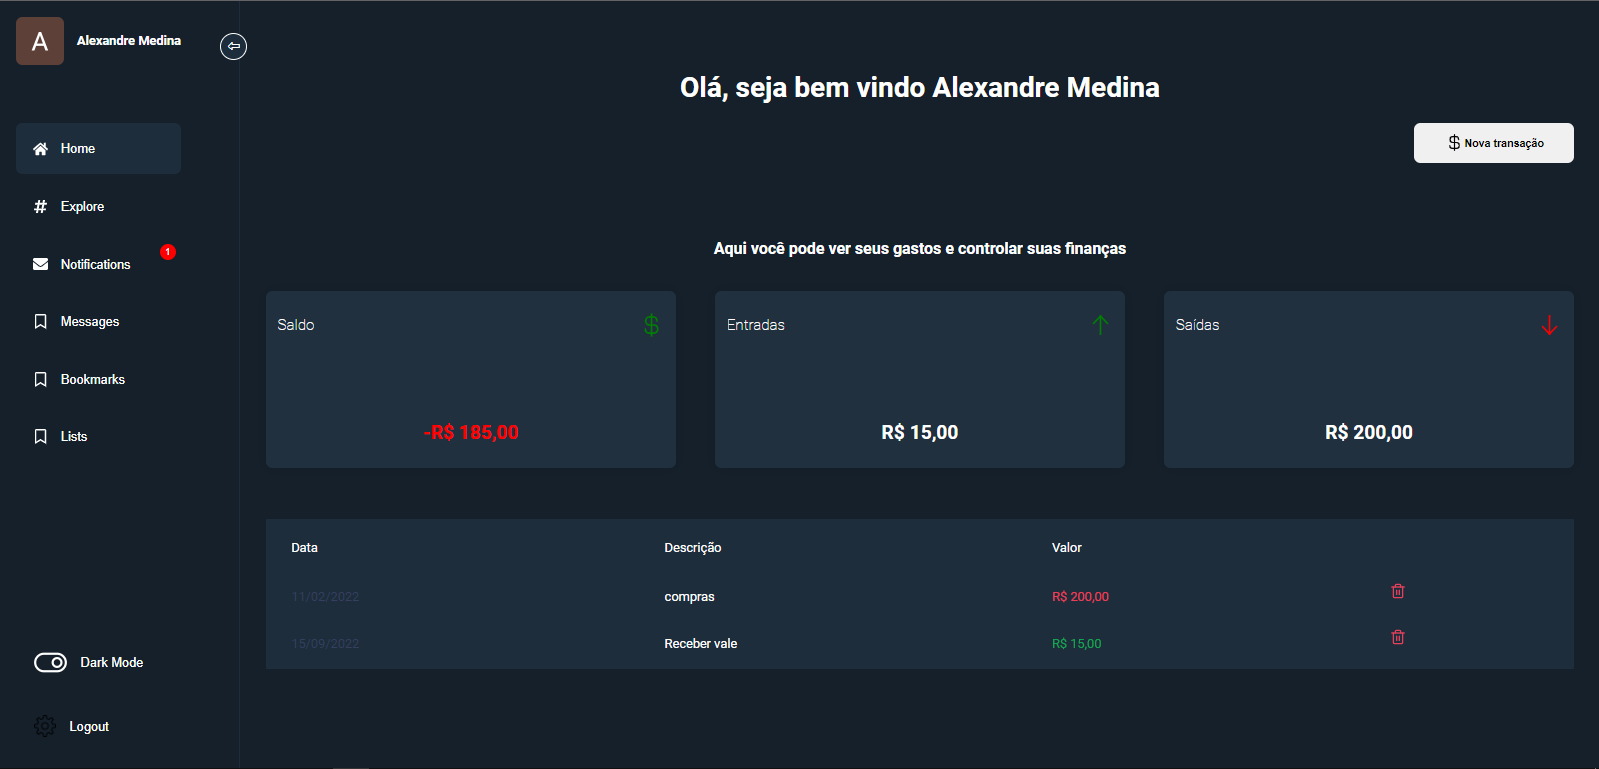 A
Alexandre Medina
Home
Explore
Notifications
1
Messages
Bookmarks
Lists
Dark Mode
Logout
Olá, seja bem vindo Alexandre Medina
$ Nova transação
Aqui você pode ver seus gastos e controlar suas finanças
Saldo
$
-R$ 185,00
Entradas
R$ 15,00
Saídas
R$ 200,00
Data Descrição Valor
11/02/2022 compras R$ 200,00
15/09/2022 Receber vale R$ 15,00